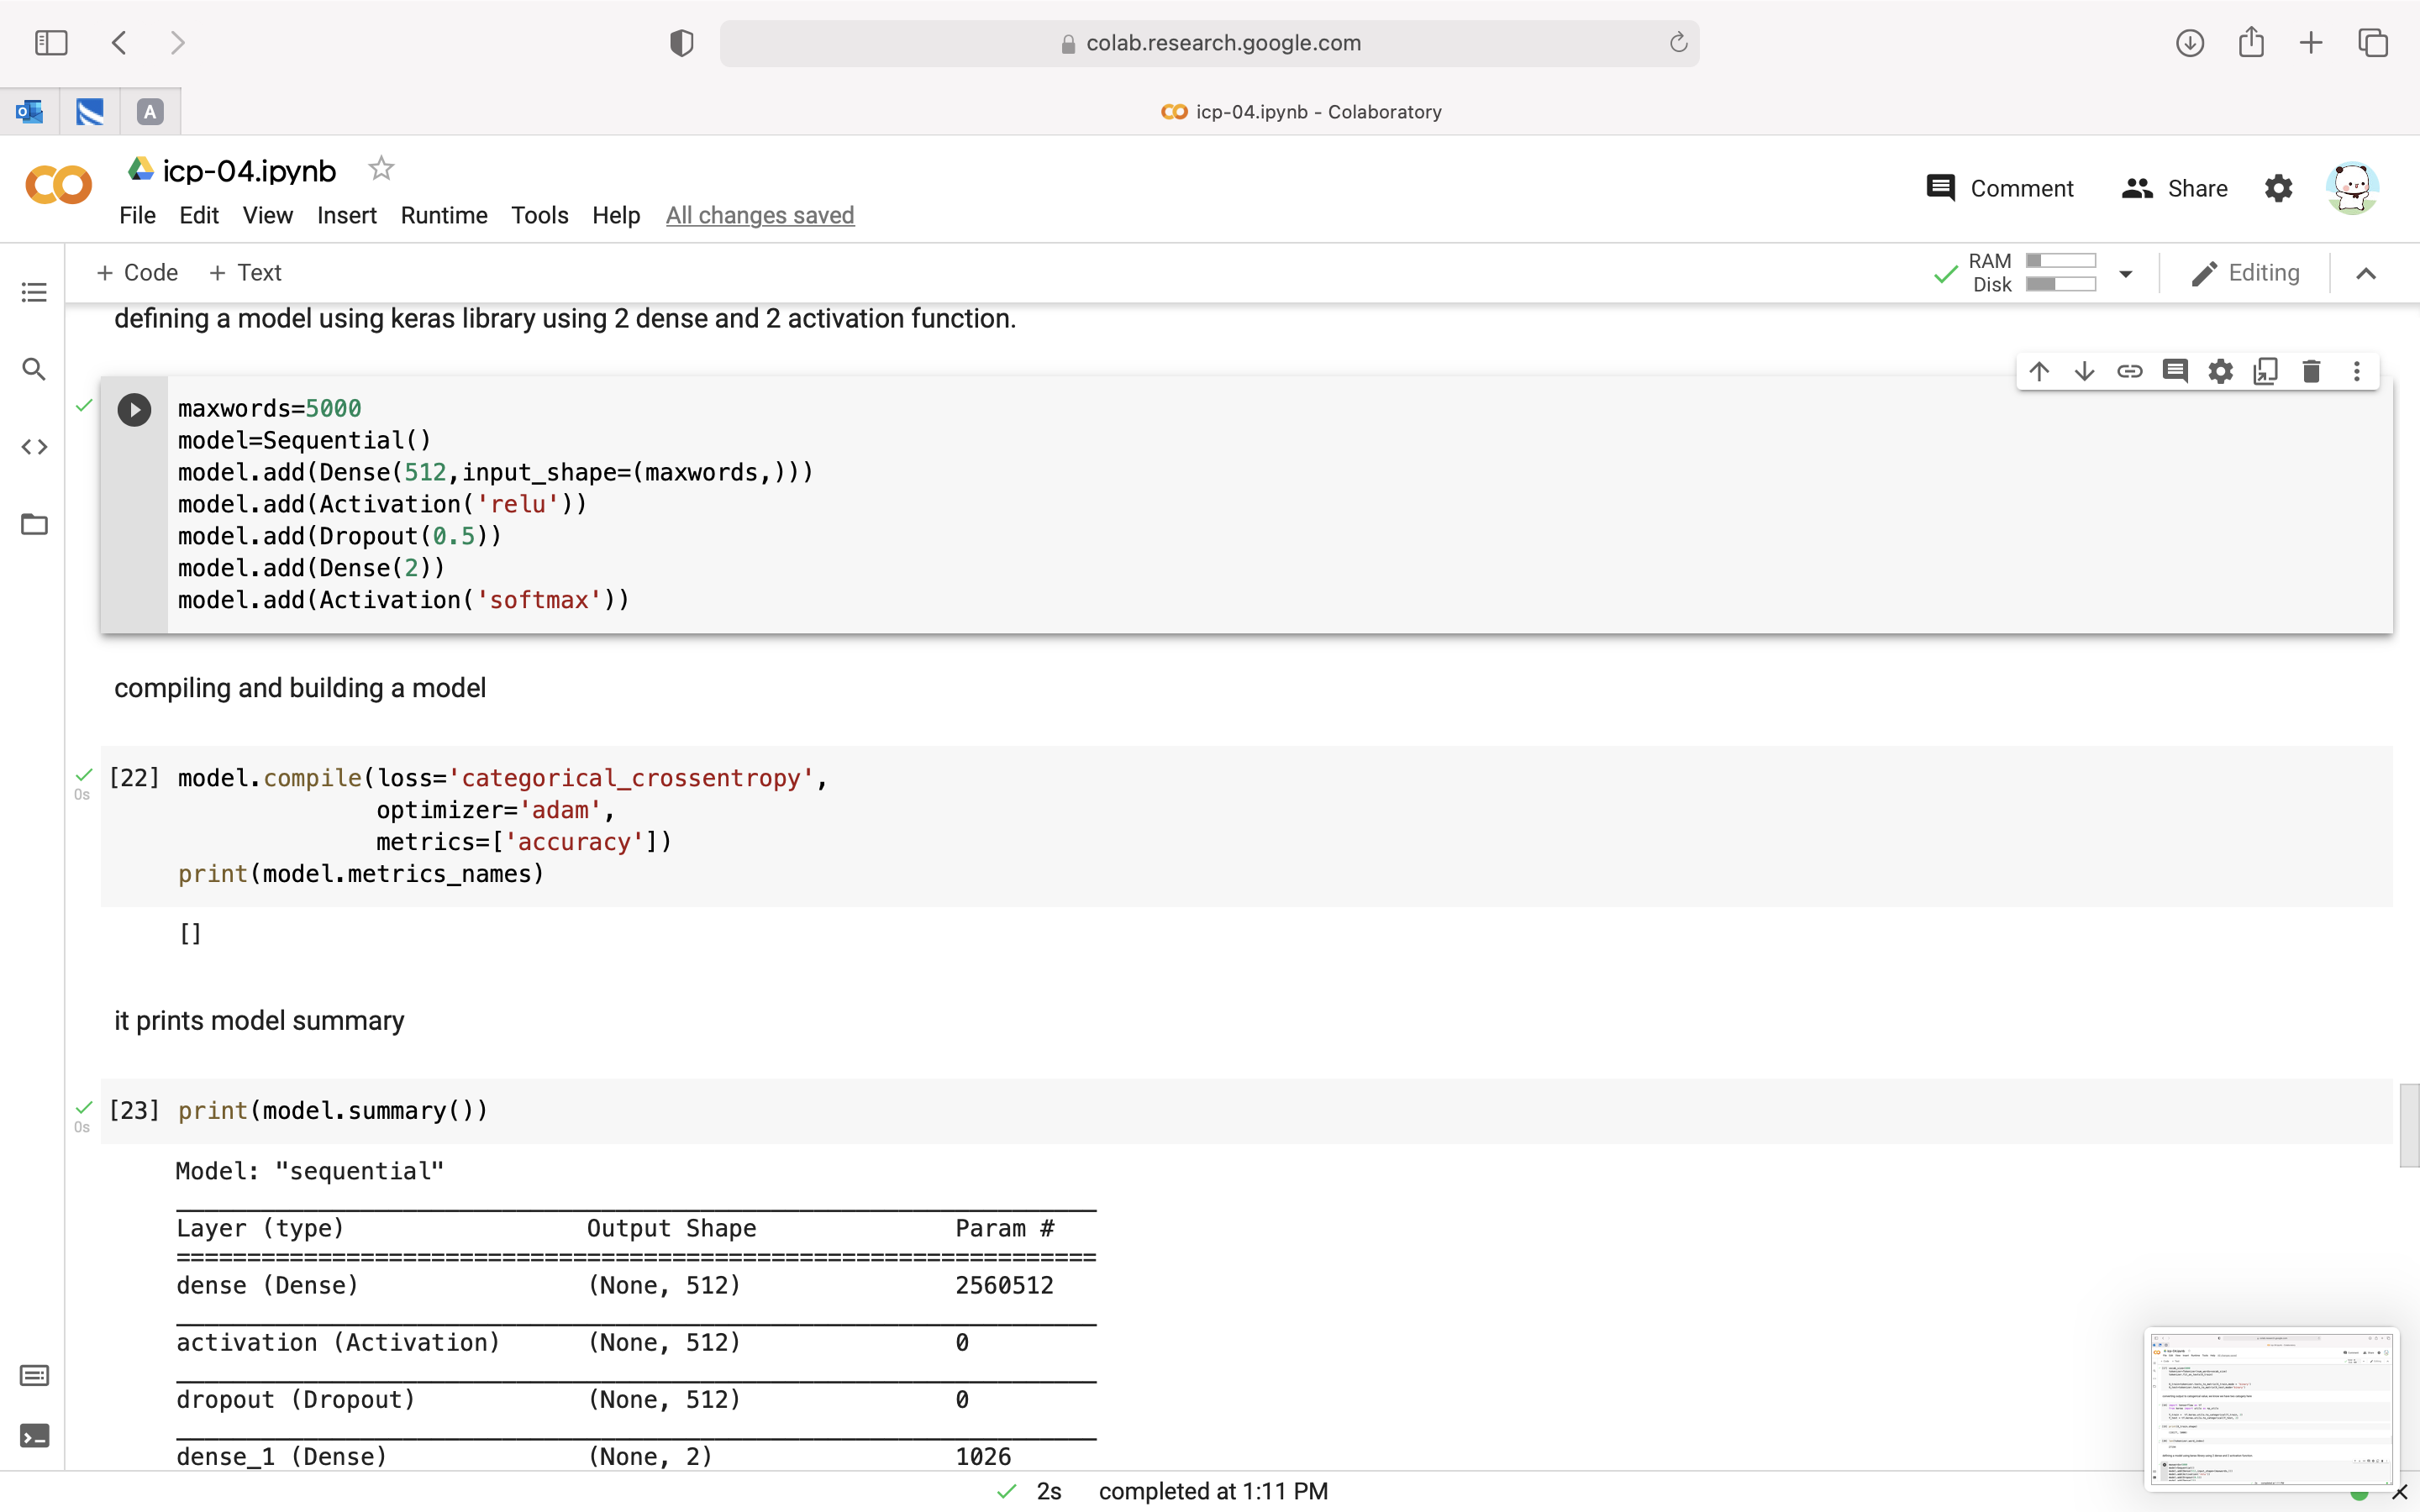 colab.research.google.com
A
icp-04.ipynb - Colaboratory
icp-04.ipynb
Comment
Share
File Edit View Insert Runtime Tools Help All changes saved
+ Code + Text
RAM
Disk
Editing
defining a model using keras library using 2 dense and 2 activation function.
maxwords=5000
model=Sequential()
model.add(Dense(512,input_shape=(maxwords,)))
model.add(Activation('relu'))
model.add(Dropout(0.5))
model.add(Dense(2))
model.add(Activation('softmax'))
compiling and building a model
0s
[22] model.compile(loss='categorical_crossentropy',
optimizer='adam',
metrics=['accuracy'])
print(model.metrics_names)
[]
it prints model summary
0s
[23] print(model.summary())
Model: "sequential"
Layer (type) Output Shape Param #
=================================================================
dense (Dense) (None, 512) 2560512
activation (Activation) (None, 512) 0
dropout (Dropout) (None, 512) 0
dense_1 (Dense) (None, 2) 1026
2s completed at 1:11 PM